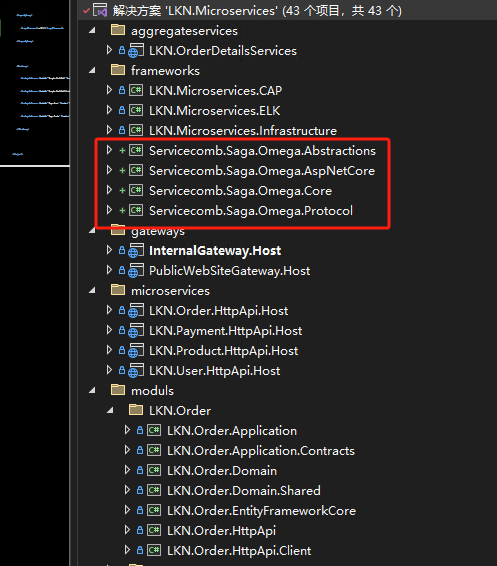 解决方案 'LKN.Microservices' (43 个项目，共 43 个)
aggregateservices
LKN.OrderDetailsServices
frameworks
LKN.Microservices.CAP
LKN.Microservices.ELK
LKN.Microservices.Infrastructure
Servicecomb.Saga.Omega.Abstractions
Servicecomb.Saga.Omega.AspNetCore
Servicecomb.Saga.Omega.Core
Servicecomb.Saga.Omega.Protocol
gateways
InternalGateway.Host
PublicWebSiteGateway.Host
microservices
LKN.Order.HttpApi.Host
LKN.Payment.HttpApi.Host
LKN.Product.HttpApi.Host
LKN.User.HttpApi.Host
moduls
LKN.Order
LKN.Order.Application
LKN.Order.Application.Contracts
LKN.Order.Domain
LKN.Order.Domain.Shared
LKN.Order.EntityFrameworkCore
LKN.Order.HttpApi
LKN.Order.HttpApi.Client